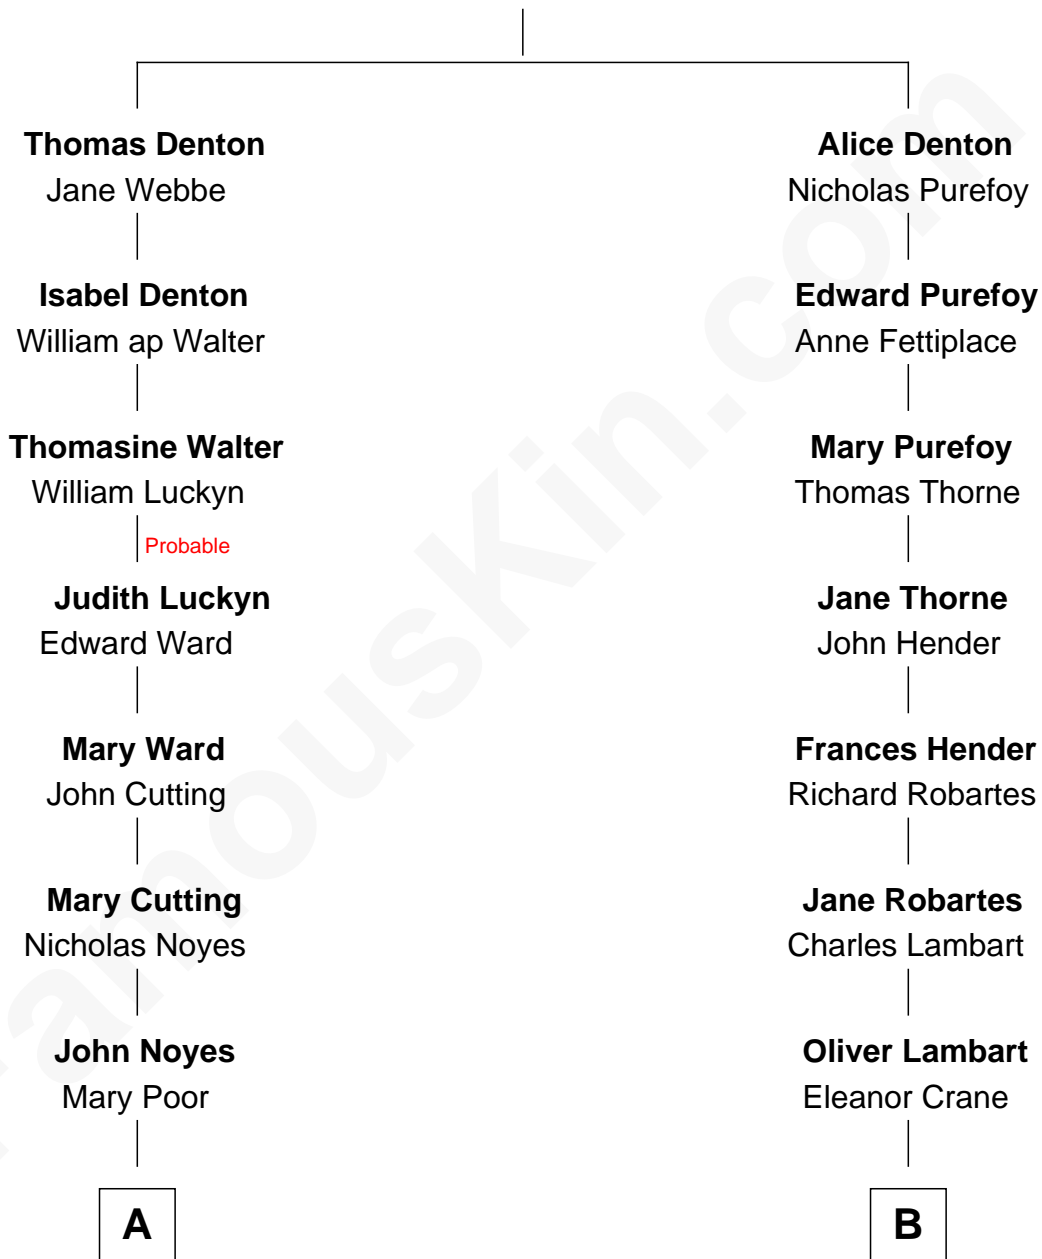 Thomas Denton
Jane Webbe
Isabel Denton
William ap Walter
Thomasine Walter
William Luckyn
Probable
Judith Luckyn
Edward Ward
Mary Ward
John Cutting
Mary Cutting
Nicholas Noyes
John Noyes
Mary Poor
A
Alice Denton
Nicholas Purefoy
Edward Purefoy
Anne Fettiplace
Mary Purefoy
Thomas Thorne
Jane Thorne
John Hender
Frances Hender
Richard Robartes
Jane Robartes
Charles Lambart
Oliver Lambart
Eleanor Crane
B
FamousKin.com